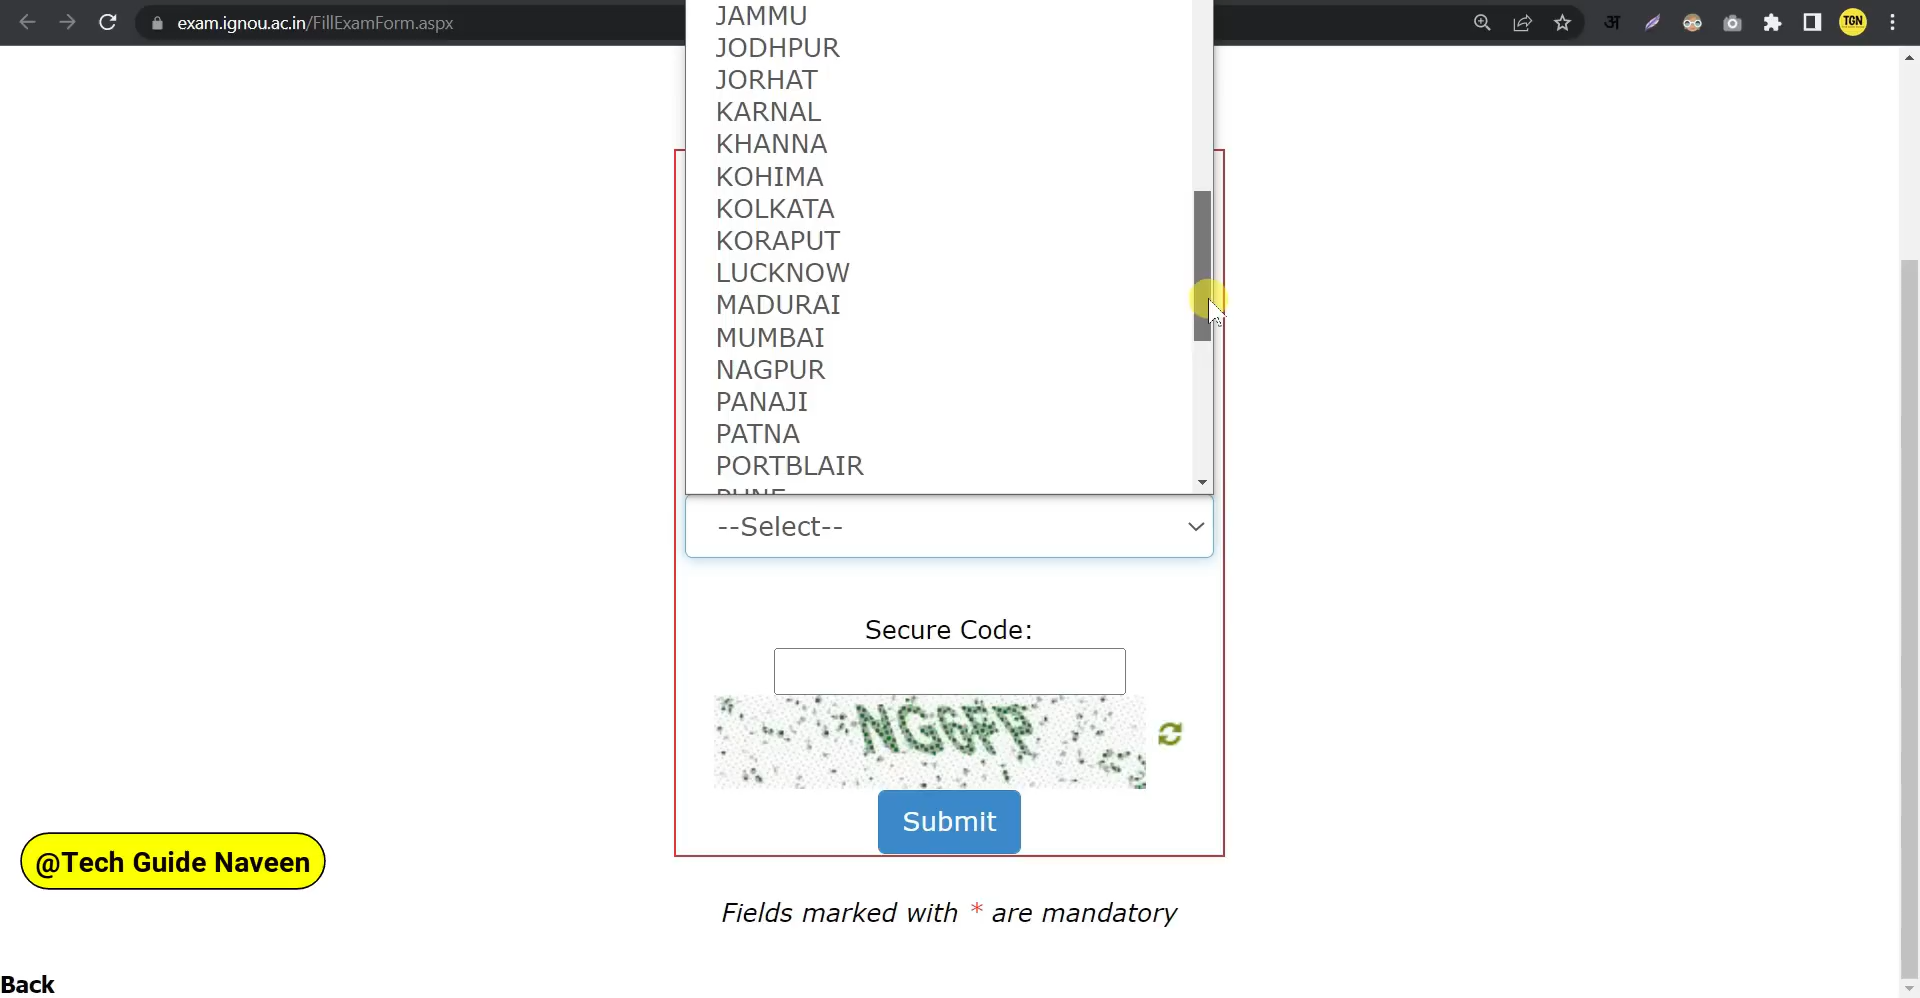 exam.ignou.ac.in/FillExamForm.aspx
अ
TGN
JAMMU
JODHPUR
JORHAT
KARNAL
KHANNA
KOHIMA
KOLKATA
KORAPUT
LUCKNOW
MADURAI
MUMBAI
NAGPUR
PANAJI
PATNA
PORTBLAIR
--Select--
Secure Code:
Submit
@Tech Guide Naveen
Fields marked with * are mandatory
Back